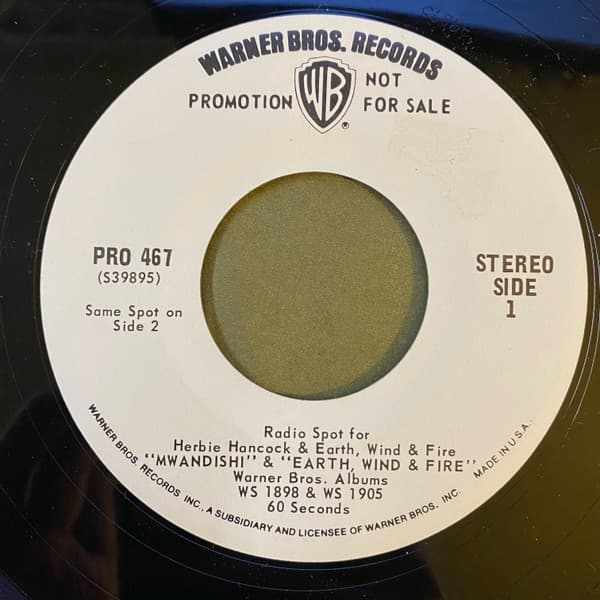 WARNER BROS. RECORDS
PROMOTION WB NOT FOR SALE
®
PRO 467
(S39895)
Same Spot on
Side 2
STEREO
SIDE
1
Radio Spot for
Herbie Hancock & Earth, Wind & Fire
"MWANDISHI" & "EARTH, WIND & FIRE"
Warner Bros. Albums
WS 1898 & WS 1905
60 Seconds
WARNER BROS. RECORDS INC., A SUBSIDIARY AND LICENSEE OF WARNER BROS. INC. MADE IN U.S.A.